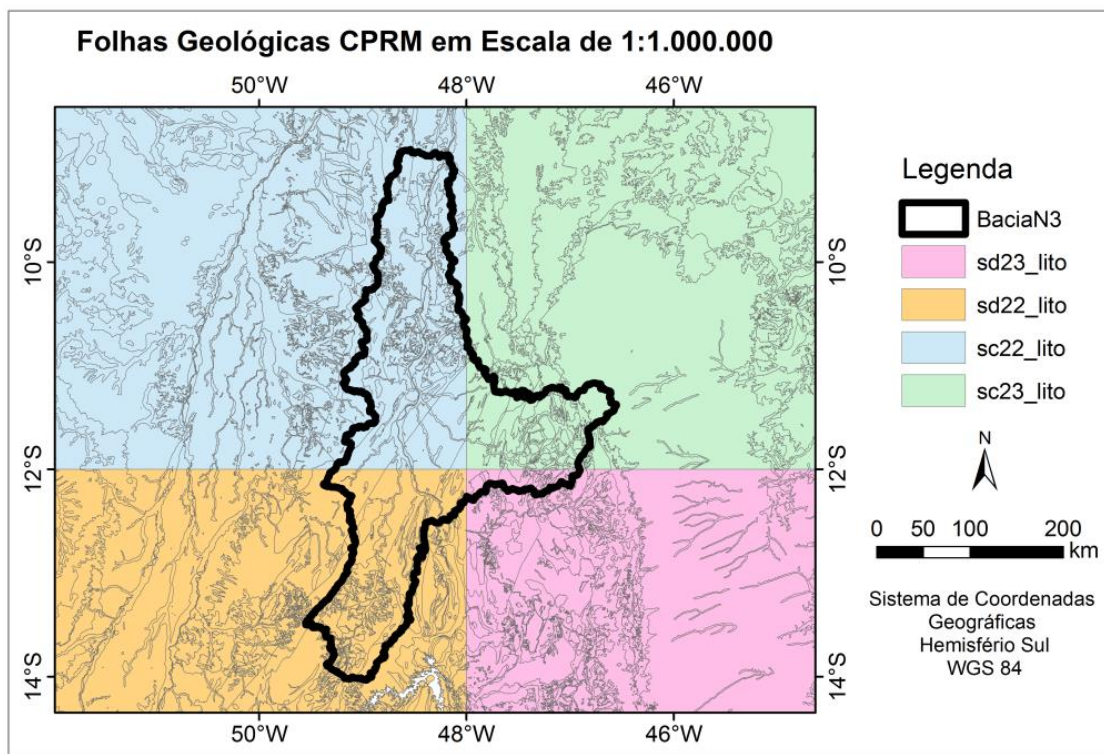 Folhas Geológicas CPRM em Escala de 1:1.000.000
50°W 48°W 46°W
10°S 10°S
12°S 12°S
14°S 14°S
50°W 48°W 46°W
Legenda
BaciaN3
sd23_lito
sd22_lito
sc22_lito
sc23_lito
N
0 50 100 200
km
Sistema de Coordenadas
Geográficas
Hemisfério Sul
WGS 84